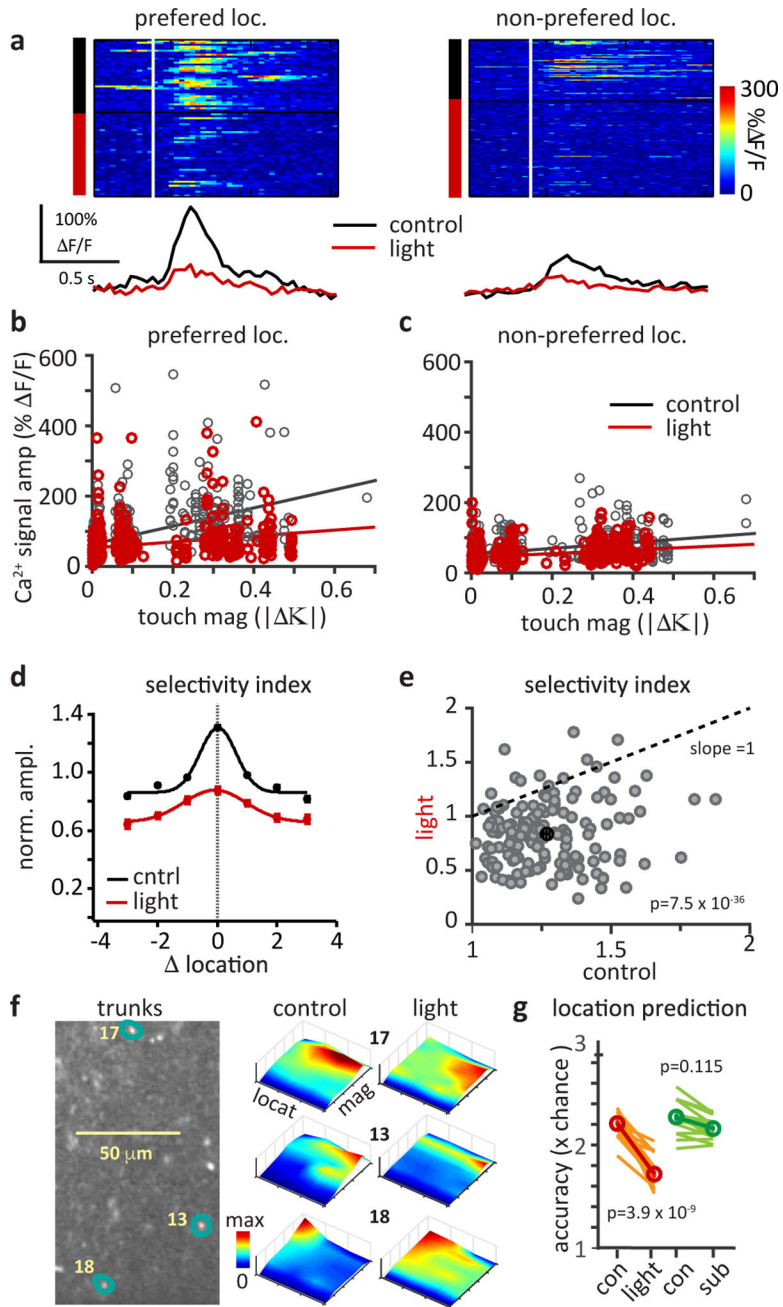 a
prefered loc.
non-prefered loc.
300
%ΔF/F
0
100%
ΔF/F
0.5 s
control
light
b
preferred loc.
c
non-preferred loc.
Ca²⁺ signal amp (% ΔF/F)
600
400
200
0
0
0.2
0.4
0.6
touch mag (|ΔK|)
600
400
200
0
0
0.2
0.4
0.6
touch mag (|ΔK|)
control
light
d
selectivity index
norm. ampl.
1.4
1.0
0.6
0.2
cntrl
light
-4
-2
0
2
4
Δ location
e
selectivity index
light
2
1.5
1
0.5
0
slope =1
p=7.5 x 10⁻³⁶
1
1.5
2
control
f
trunks
control
light
17
50 μm
13
18
17
locat
mag
13
18
max
0
g
location prediction
accuracy (x chance)
3
2
1
p=0.115
p=3.9 x 10⁻⁹
con
light
con
sub